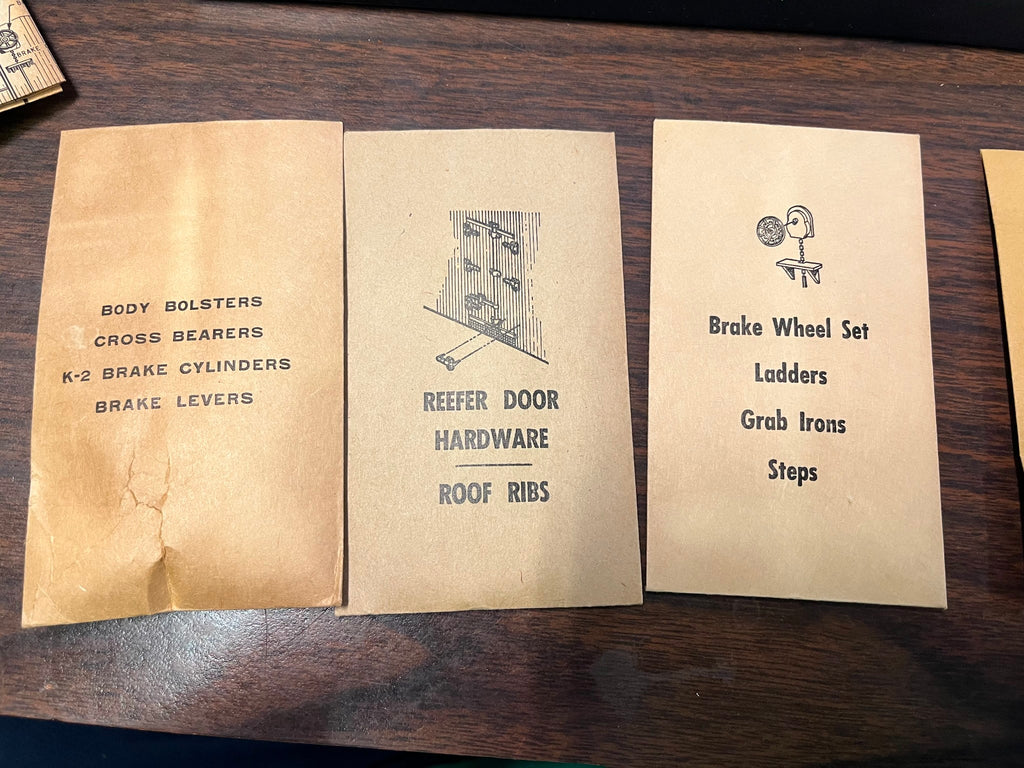 BRAKE
BODY BOLSTERS
CROSS BEARERS
K-2 BRAKE CYLINDERS
BRAKE LEVERS
REEFER DOOR
HARDWARE
ROOF RIBS
Brake Wheel Set
Ladders
Grab Irons
Steps